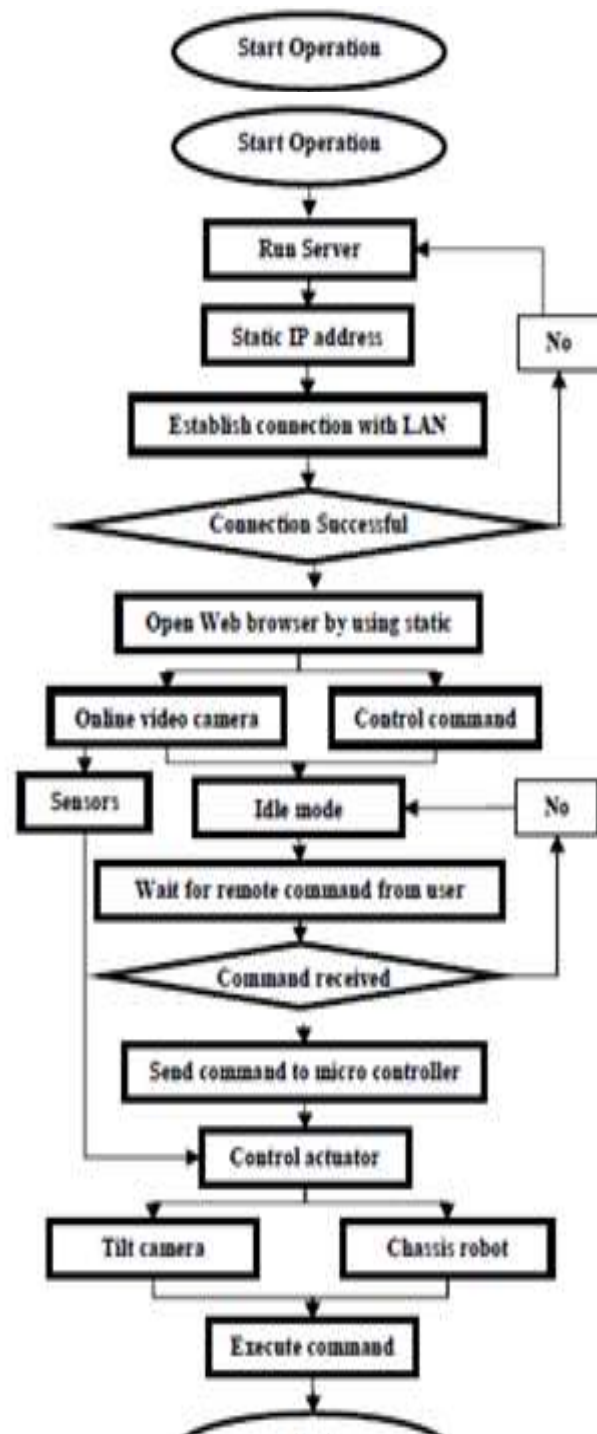 Start Operation
Start Operation
Run Server
Static IP address
No
Establish connection with LAN
Connection Successful
Open Web browser by using static
Online video camera
Control command
Sensors
Idle mode
No
Wait for remote command from user
Command received
Send command to micro controller
Control actuator
Tilt camera
Chassis robot
Execute command